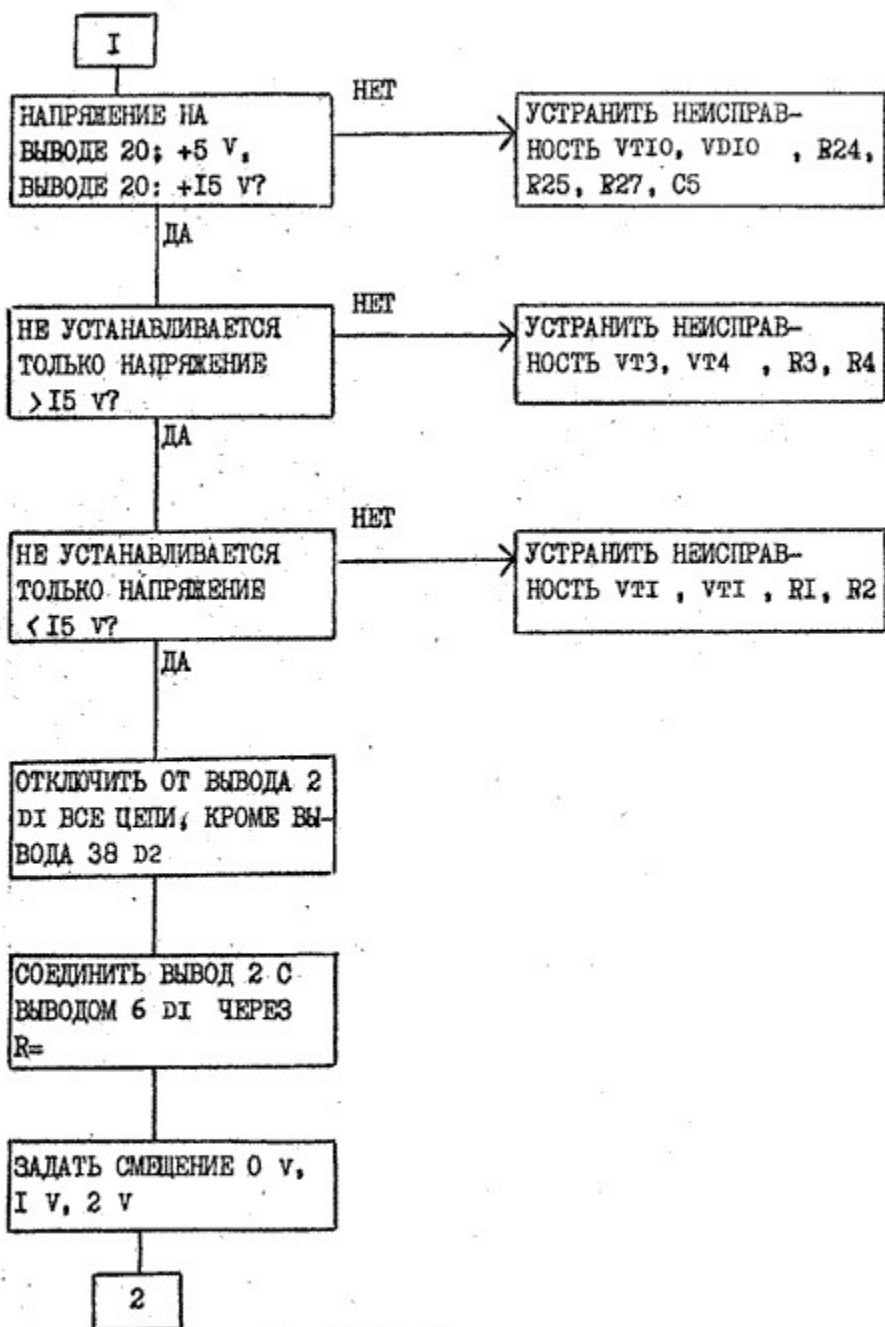 I
НАПРЯЖЕНИЕ НА
ВЫВОДЕ 20; +5 V,
ВЫВОДЕ 20: +I5 V?
НЕТ
УСТРАНИТЬ НЕИСПРАВ-
НОСТЬ VTIO, VDIO , R24,
R25, R27, C5
ДА
НЕ УСТАНАВЛИВАЕТСЯ
ТОЛЬКО НАПРЯЖЕНИЕ
>I5 V?
НЕТ
УСТРАНИТЬ НЕИСПРАВ-
НОСТЬ VT3, VT4 , R3, R4
ДА
НЕ УСТАНАВЛИВАЕТСЯ
ТОЛЬКО НАПРЯЖЕНИЕ
<I5 V?
НЕТ
УСТРАНИТЬ НЕИСПРАВ-
НОСТЬ VTI , VTI , RI, R2
ДА
ОТКЛЮЧИТЬ ОТ ВЫВОДА 2
DI ВСЕ ЦЕПИ, КРОМЕ ВЫ-
ВОДА 38 D2
СОЕДИНИТЬ ВЫВОД 2 С
ВЫВОДОМ 6 DI ЧЕРЕЗ
R=
ЗАДАТЬ СМЕЩЕНИЕ 0 V,
I V, 2 V
2